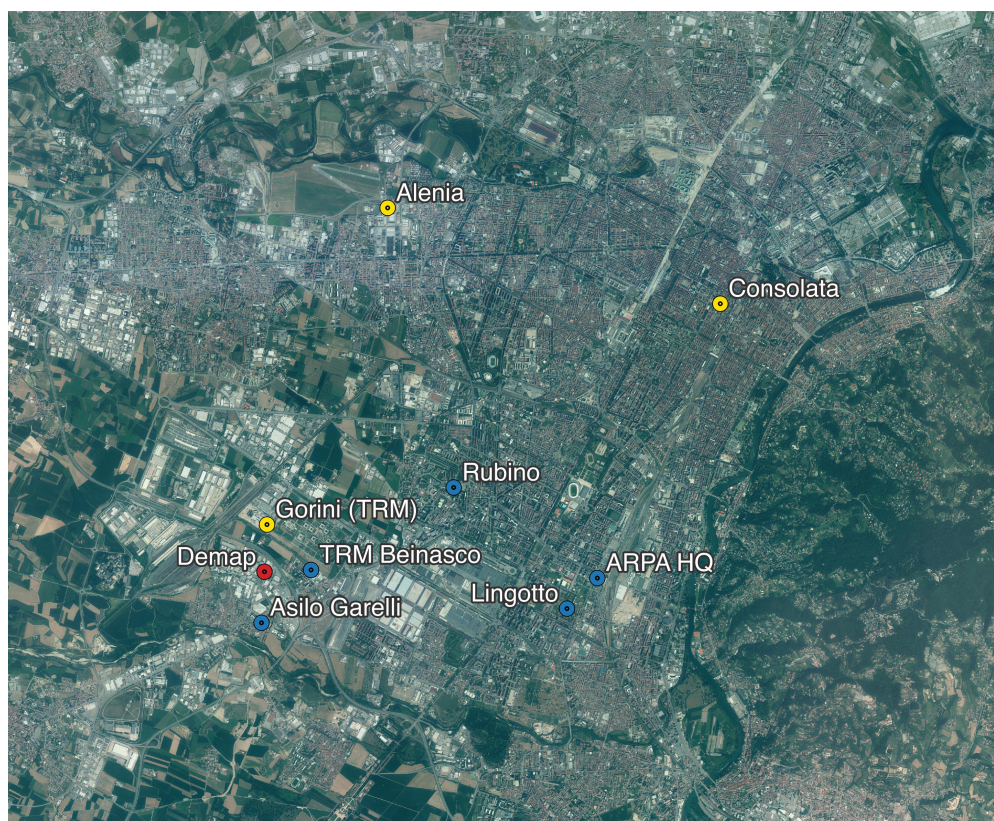 Alenia
Consolata
Rubino
Gorini (TRM)
Demap
TRM Beinasco
ARPA HQ
Lingotto
Asilo Garelli